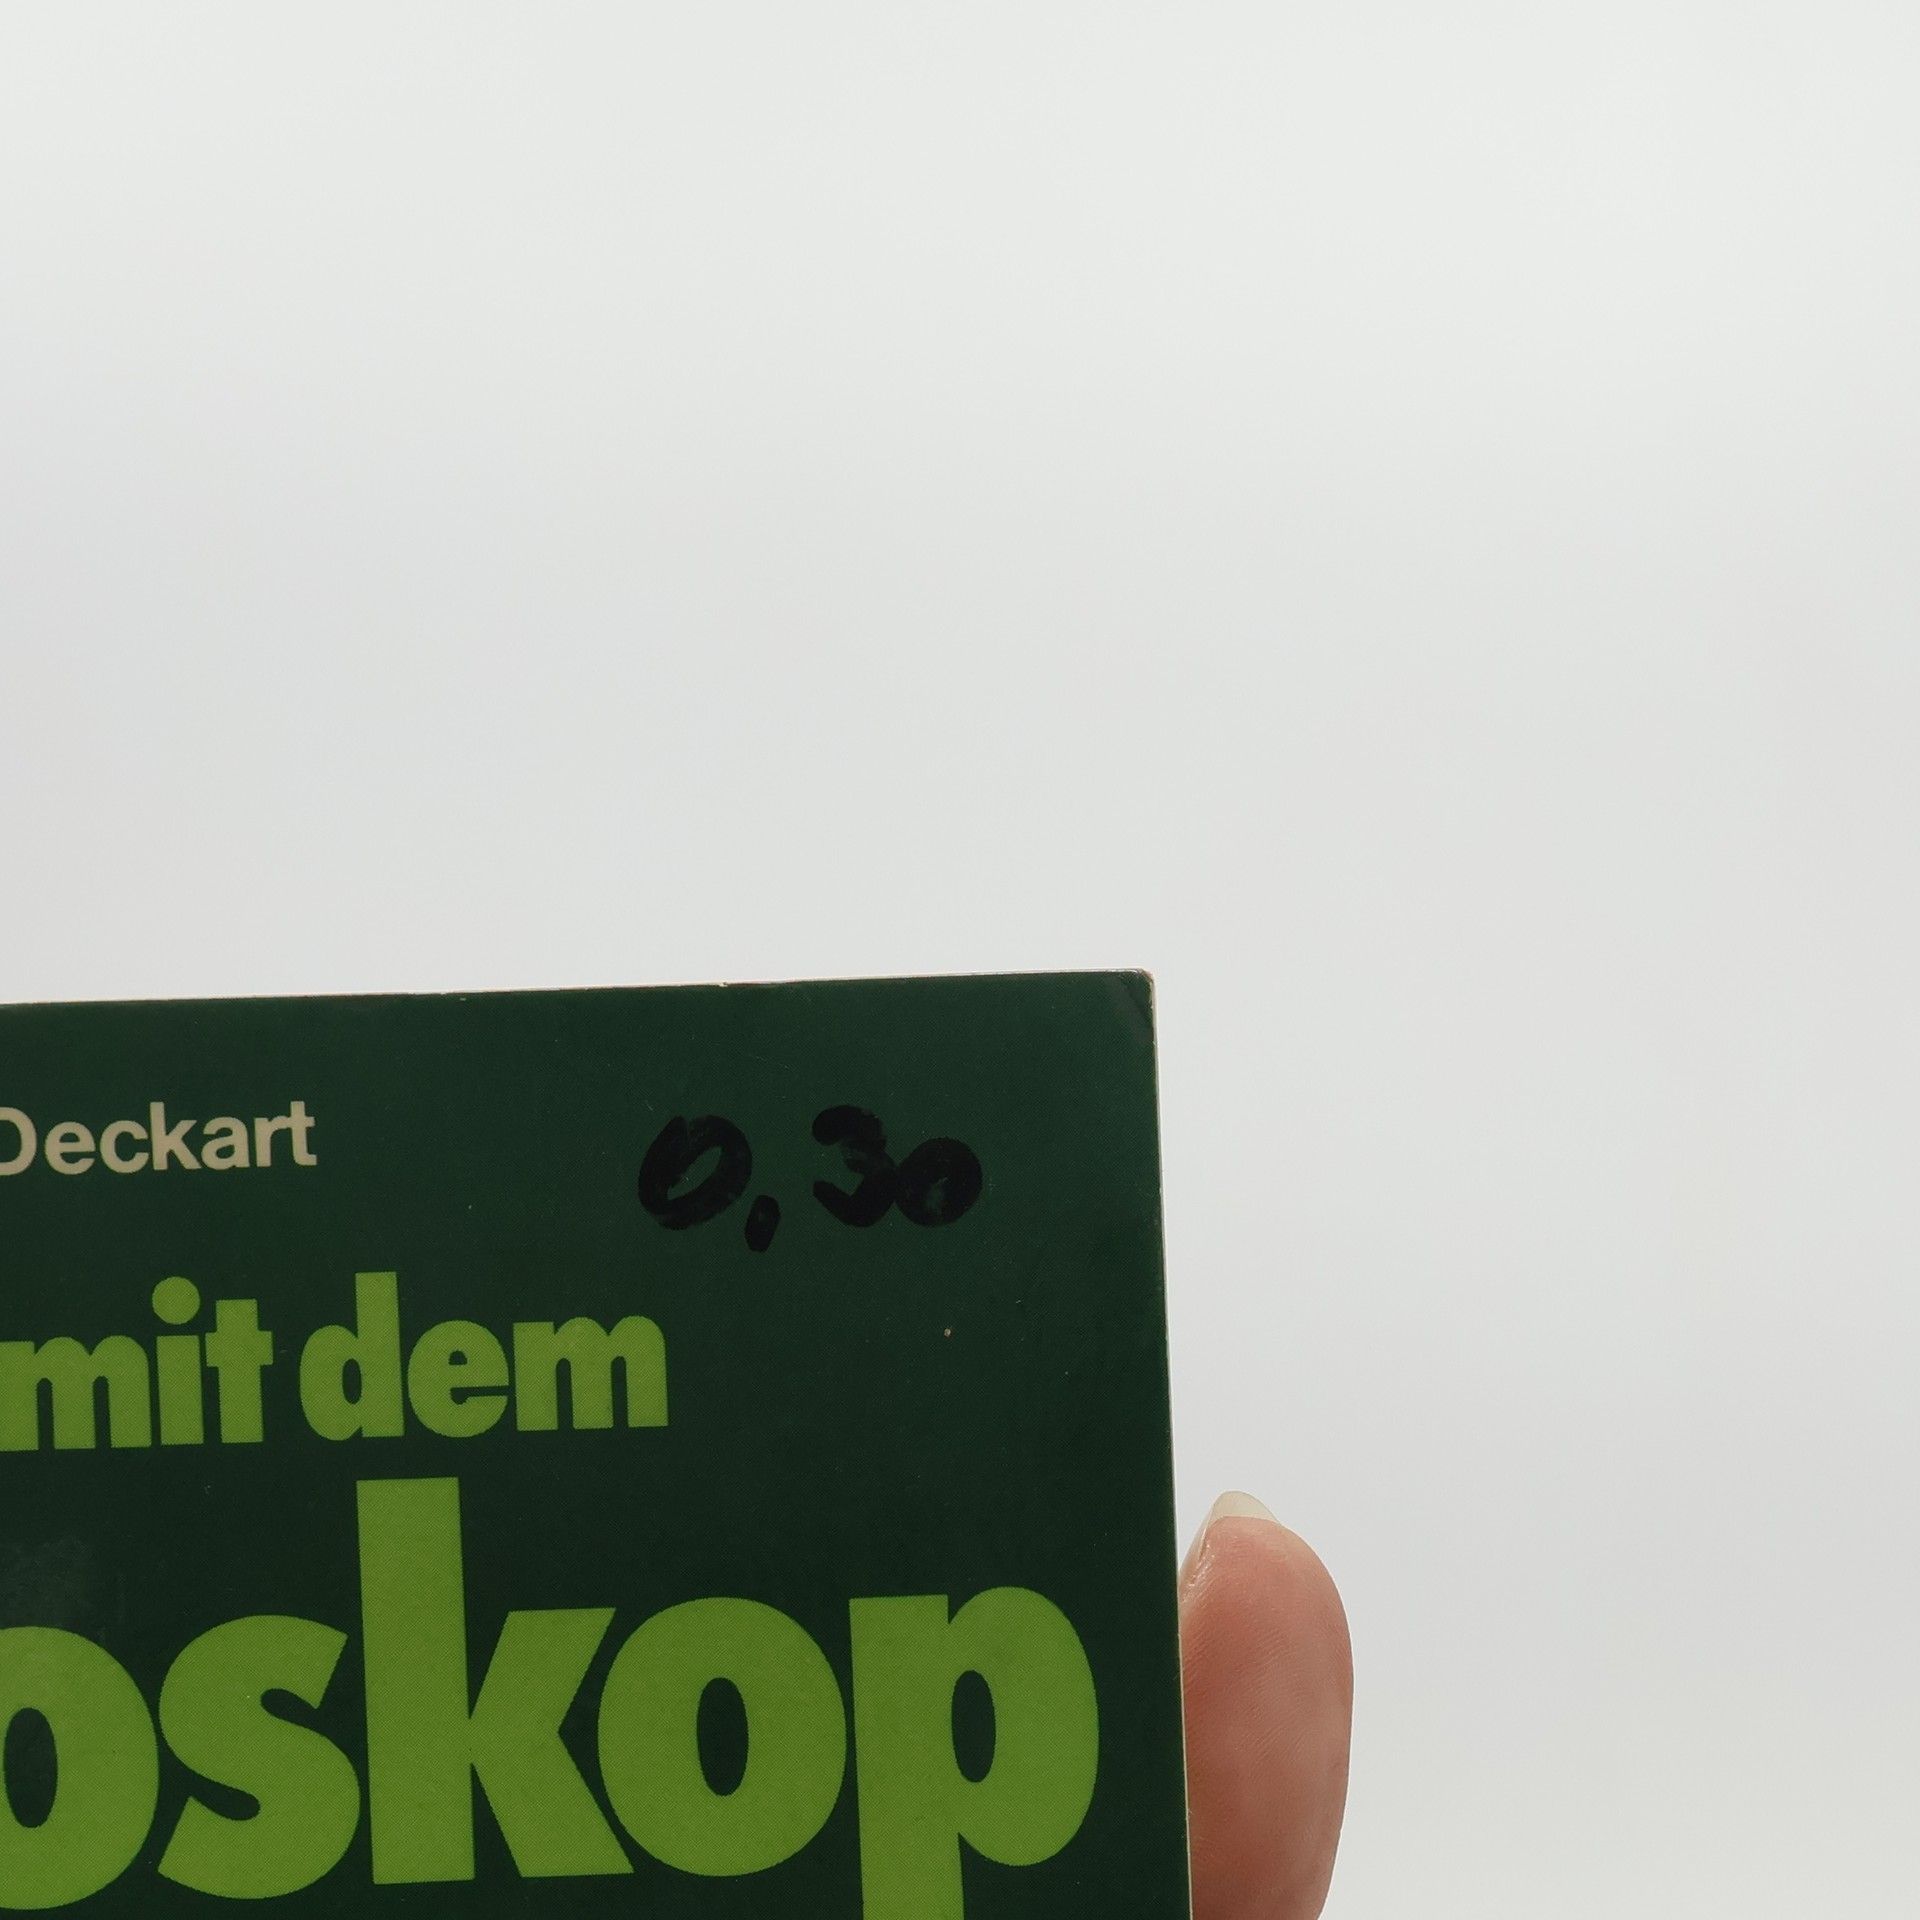 Deckart 0,30
mit dem
oskop